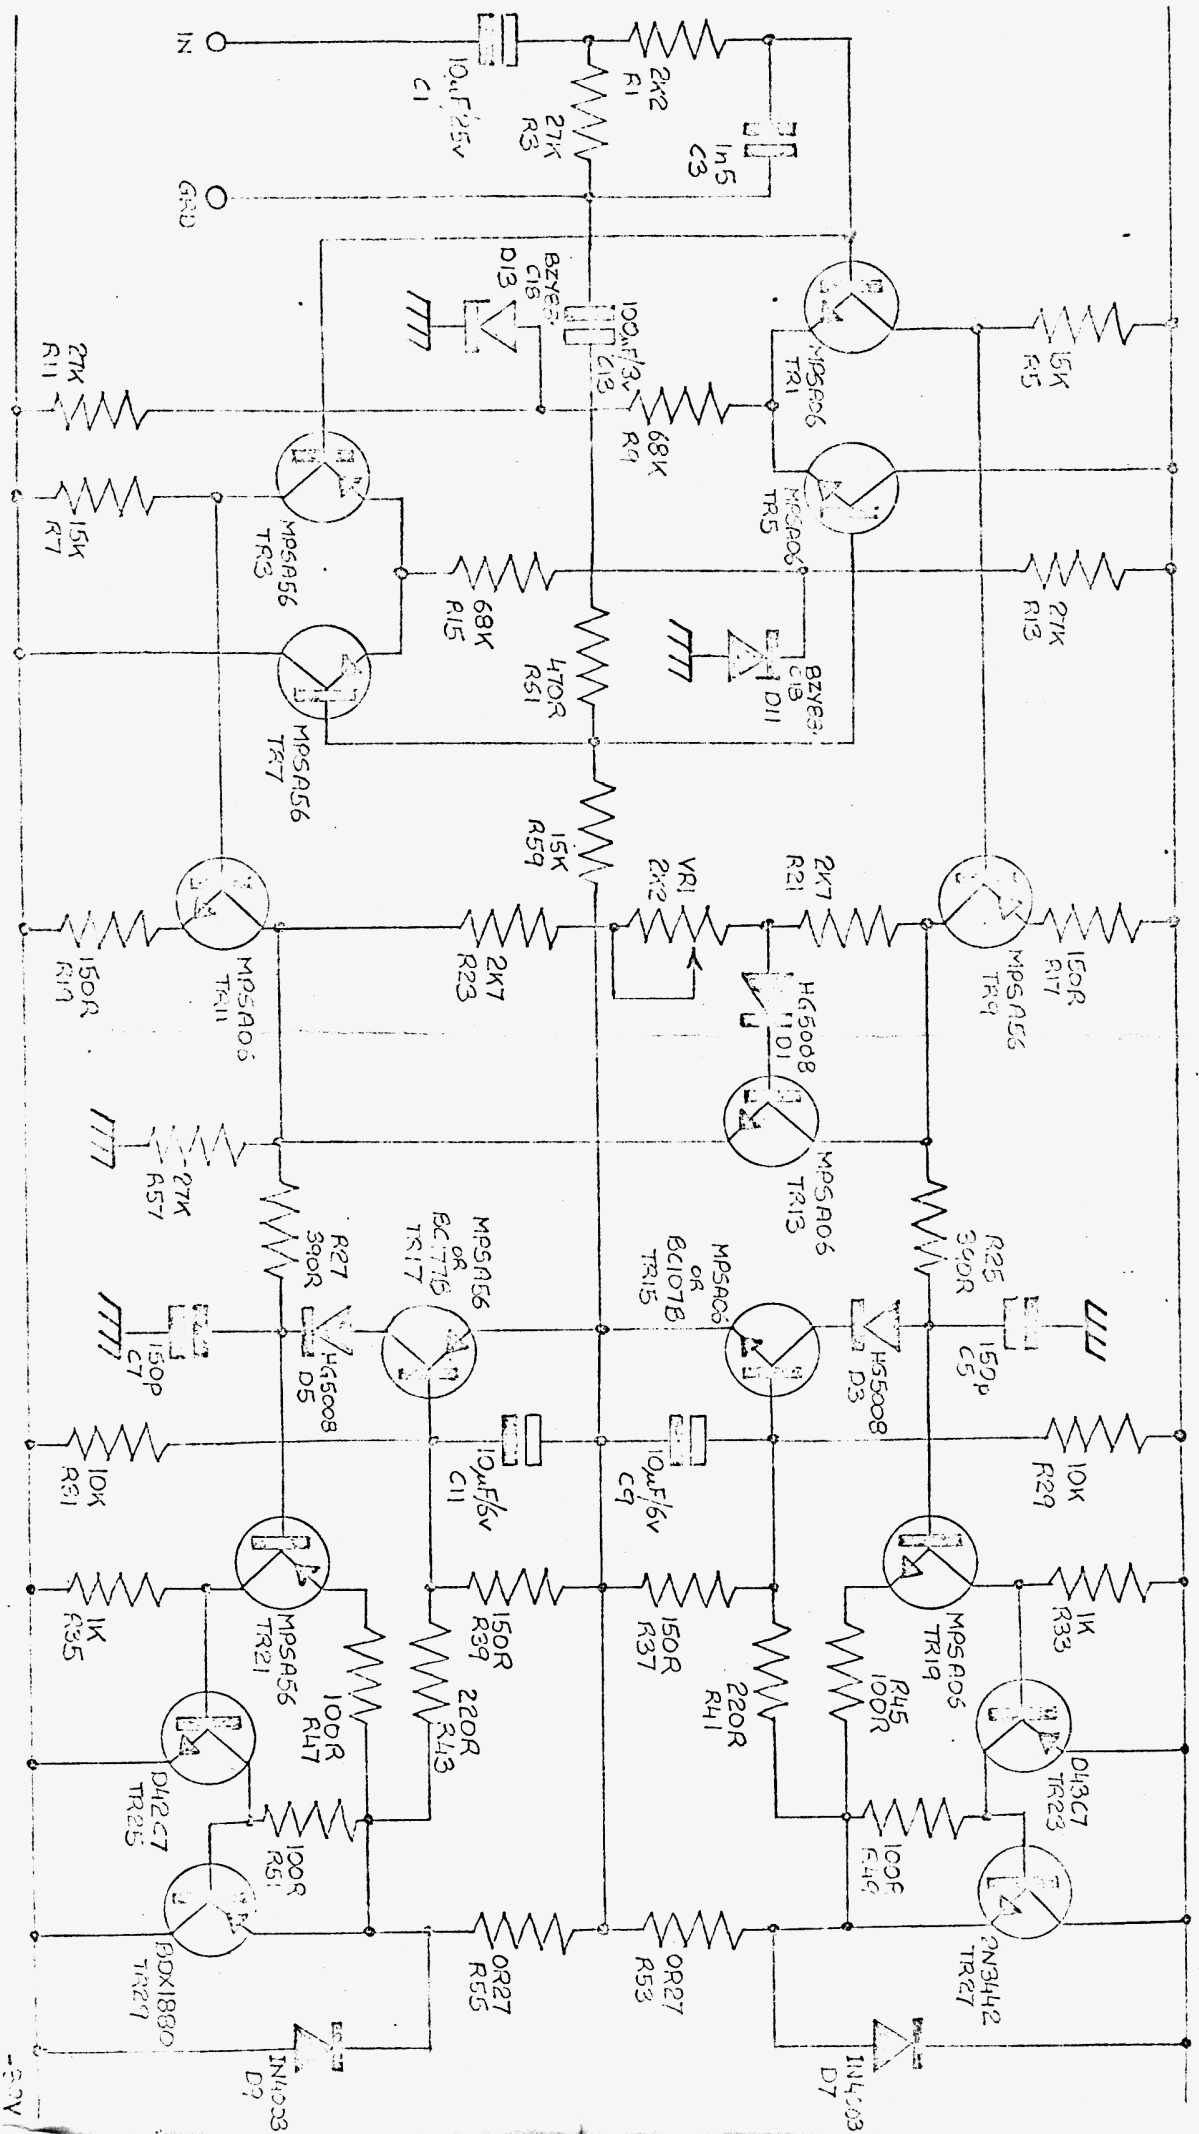 IN
10µF/25v
C1
2K2
R1
27K
R3
1n5
C3
GRD
BZY88
C18
D13
100µF/3v
C13
MPSA06
TR1
15K
R5
27K
R11
68K
R9
MPSA06
TR5
15K
R7
MPSA56
TR3
68K
R15
27K
R13
BZY88
C18
D11
470R
R61
MPSA56
TR7
15K
R59
VR1
2K2
2K7
R21
150R
R17
MPSA56
TR9
2K7
R23
150R
R19
MPSA06
TR11
HG5008
D1
MPSA06
TR13
27K
R57
R25
390R
150p
C5
R27
390R
150p
C7
HG5008
D3
HG5008
D5
MPSA06
OR
BC107B
TR15
MPSA56
OR
BC177B
TR17
10µF/6v
C9
10µF/6v
C11
10K
R29
10K
R31
1K
R33
1K
R35
MPSA06
TR19
MPSA56
TR21
150R
R37
150R
R39
220R
R41
220R
R43
R45
100R
100R
R47
D43C7
TR23
D42C7
TR25
100R
R49
100R
R51
2N3442
TR27
BDX18
TR29
0R27
R53
0R27
R55
IN4003
D7
IN4003
D9